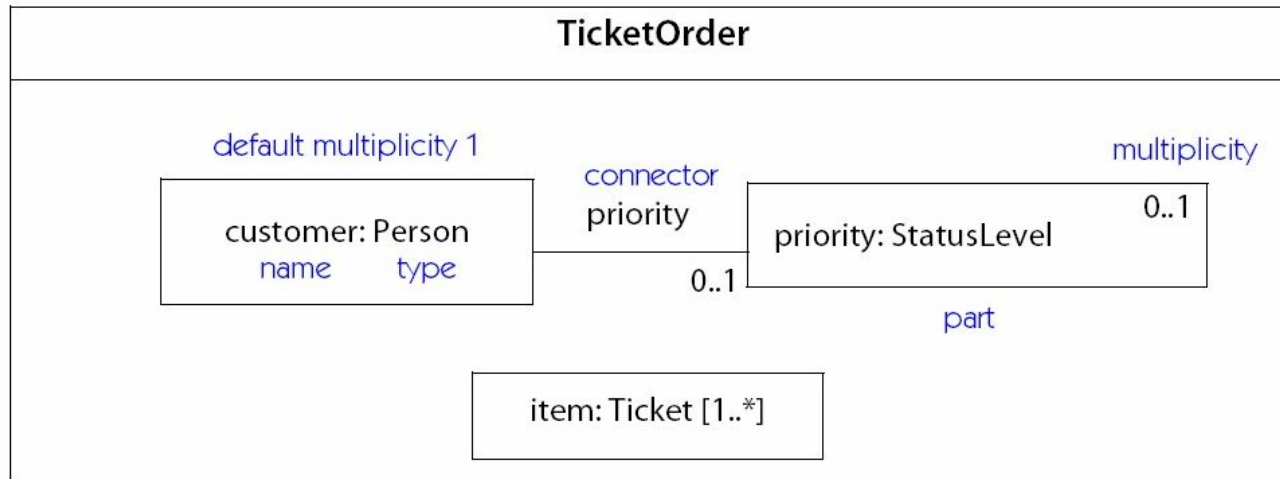 TicketOrder
default multiplicity 1
multiplicity
connector
priority
0..1
customer: Person
name type
priority: StatusLevel
0..1
part
item: Ticket [1..*]